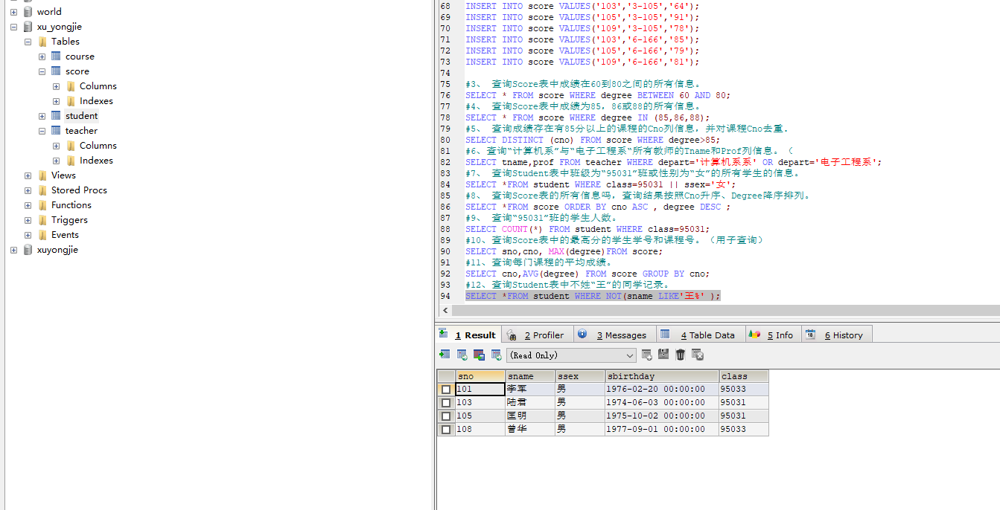 world
xu_yongjie
Tables
course
score
Columns
Indexes
student
teacher
Columns
Indexes
Views
Stored Procs
Functions
Triggers
Events
xuyongjie
68 INSERT INTO score VALUES('103','3-105','64');
69 INSERT INTO score VALUES('105','3-105','91');
70 INSERT INTO score VALUES('109','3-105','78');
71 INSERT INTO score VALUES('103','6-166','85');
72 INSERT INTO score VALUES('105','6-166','79');
73 INSERT INTO score VALUES('109','6-166','81');
74
75 #3、 查询Score表中成绩在60到80之间的所有信息。
76 SELECT * FROM score WHERE degree BETWEEN 60 AND 80;
77 #4、 查询Score表中成绩为85，86或88的所有信息。
78 SELECT * FROM score WHERE degree IN (85,86,88);
79 #5、 查询成绩存在有85分以上的课程的Cno列信息，并对课程Cno去重.
80 SELECT DISTINCT (cno) FROM score WHERE degree>85;
81 #6、查询“计算机系”与“电子工程系“所有教师的Tname和Prof列信息。（
82 SELECT tname,prof FROM teacher WHERE depart='计算机系系' OR depart='电子工程系';
83 #7、 查询Student表中班级为“95031”班或性别为“女”的所有学生的信息。
84 SELECT *FROM student WHERE class=95031 || ssex='女';
85 #8、 查询Score表的所有信息吗，查询结果按照Cno升序、Degree降序排列。
86 SELECT *FROM score ORDER BY cno ASC , degree DESC ;
87 #9、 查询“95031”班的学生人数。
88 SELECT COUNT(*) FROM student WHERE class=95031;
89 #10、查询Score表中的最高分的学生学号和课程号。（用子查询）
90 SELECT sno,cno, MAX(degree)FROM score;
91 #11、查询每门课程的平均成绩。
92 SELECT cno,AVG(degree) FROM score GROUP BY cno;
93 #12、查询Student表中不姓“王”的同学记录。
94 SELECT *FROM student WHERE NOT(sname LIKE'王%' );
1 Result 2 Profiler 3 Messages 4 Table Data 5 Info 6 History
(Read Only)
sno sname ssex sbirthday class
101 李军 男 1976-02-20 00:00:00 95033
103 陆君 男 1974-06-03 00:00:00 95031
105 匡明 男 1975-10-02 00:00:00 95031
108 曾华 男 1977-09-01 00:00:00 95033